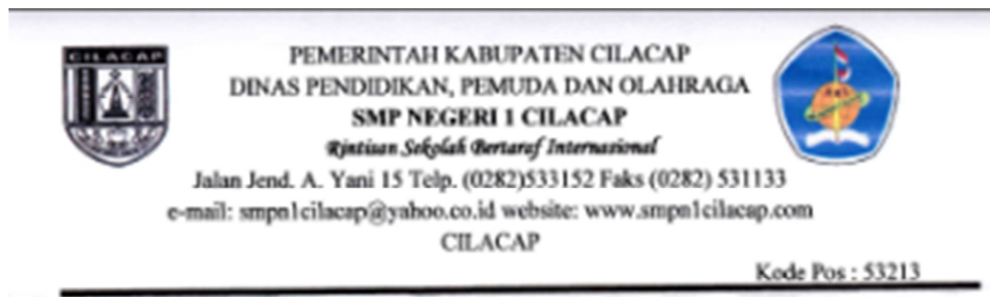 CILACAP
PEMERINTAH KABUPATEN CILACAP
DINAS PENDIDIKAN, PEMUDA DAN OLAHRAGA
SMP NEGERI 1 CILACAP
Rintisan Sekolah Bertaraf Internasional
Jalan Jend. A. Yani 15 Telp. (0282)533152 Faks (0282) 531133
e-mail: smpn1cilacap@yahoo.co.id website: www.smpn1cilacap.com
CILACAP
Kode Pos : 53213